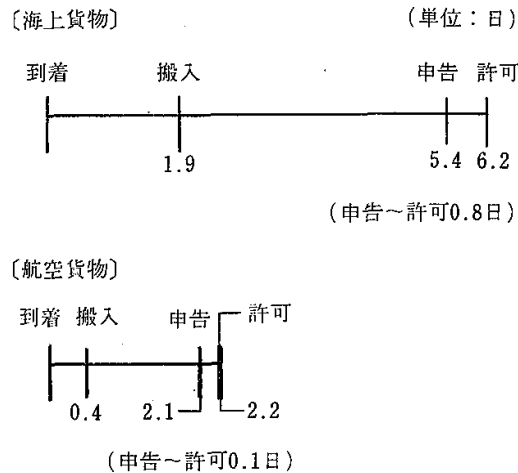 〔海上貨物〕 (単位：日)
到着 搬入 申告 許可
1.9 5.4 6.2
(申告～許可0.8日)
〔航空貨物〕
到着 搬入 申告 許可
0.4 2.1 2.2
(申告～許可0.1日)